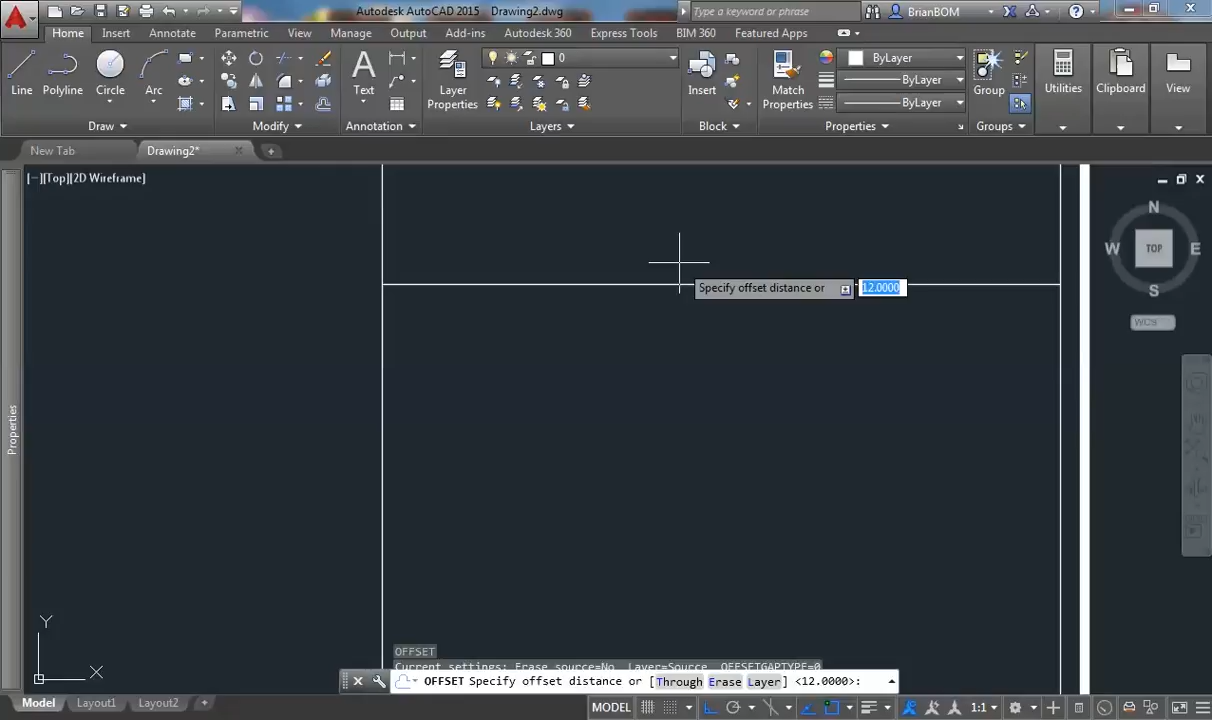 Autodesk AutoCAD 2015 Drawing2.dwg
Type a keyword or phrase
BrianBOM
Home Insert Annotate Parametric View Manage Output Add-ins Autodesk 360 Express Tools BIM 360 Featured Apps
0
ByLayer
ByLayer
ByLayer
Line Polyline Circle Arc Text Layer Properties Insert Match Properties Group Utilities Clipboard View
Draw Modify Annotation Layers Block Properties Groups
New Tab Drawing2*
[−][Top][2D Wireframe]
N
W TOP E
S
WCS
Specify offset distance or 12.0000
Properties
Y
X
OFFSET
Current settings: Erase source=No Layer=Source OFFSETGAPTYPE=0
OFFSET Specify offset distance or [Through Erase Layer] <12.0000>:
Model Layout1 Layout2 +
MODEL 1:1